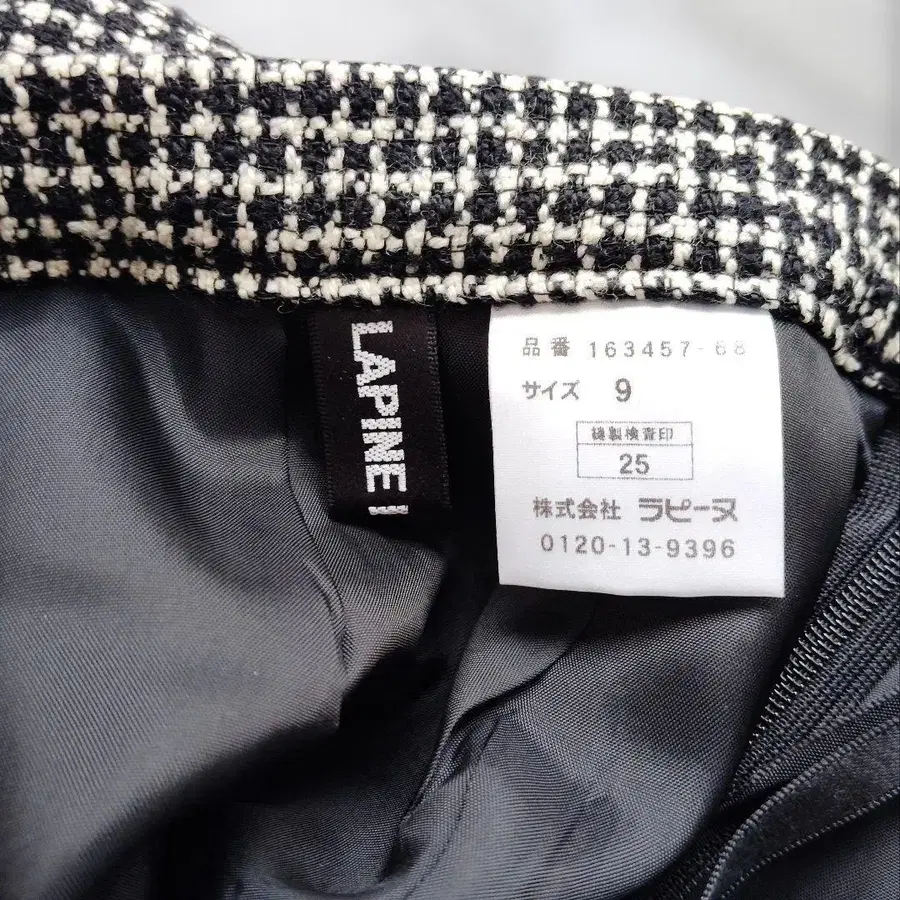 LAPINE
品番 163457-68
サイズ 9
縫製検査印
25
株式会社 ラピーヌ
0120-13-9396